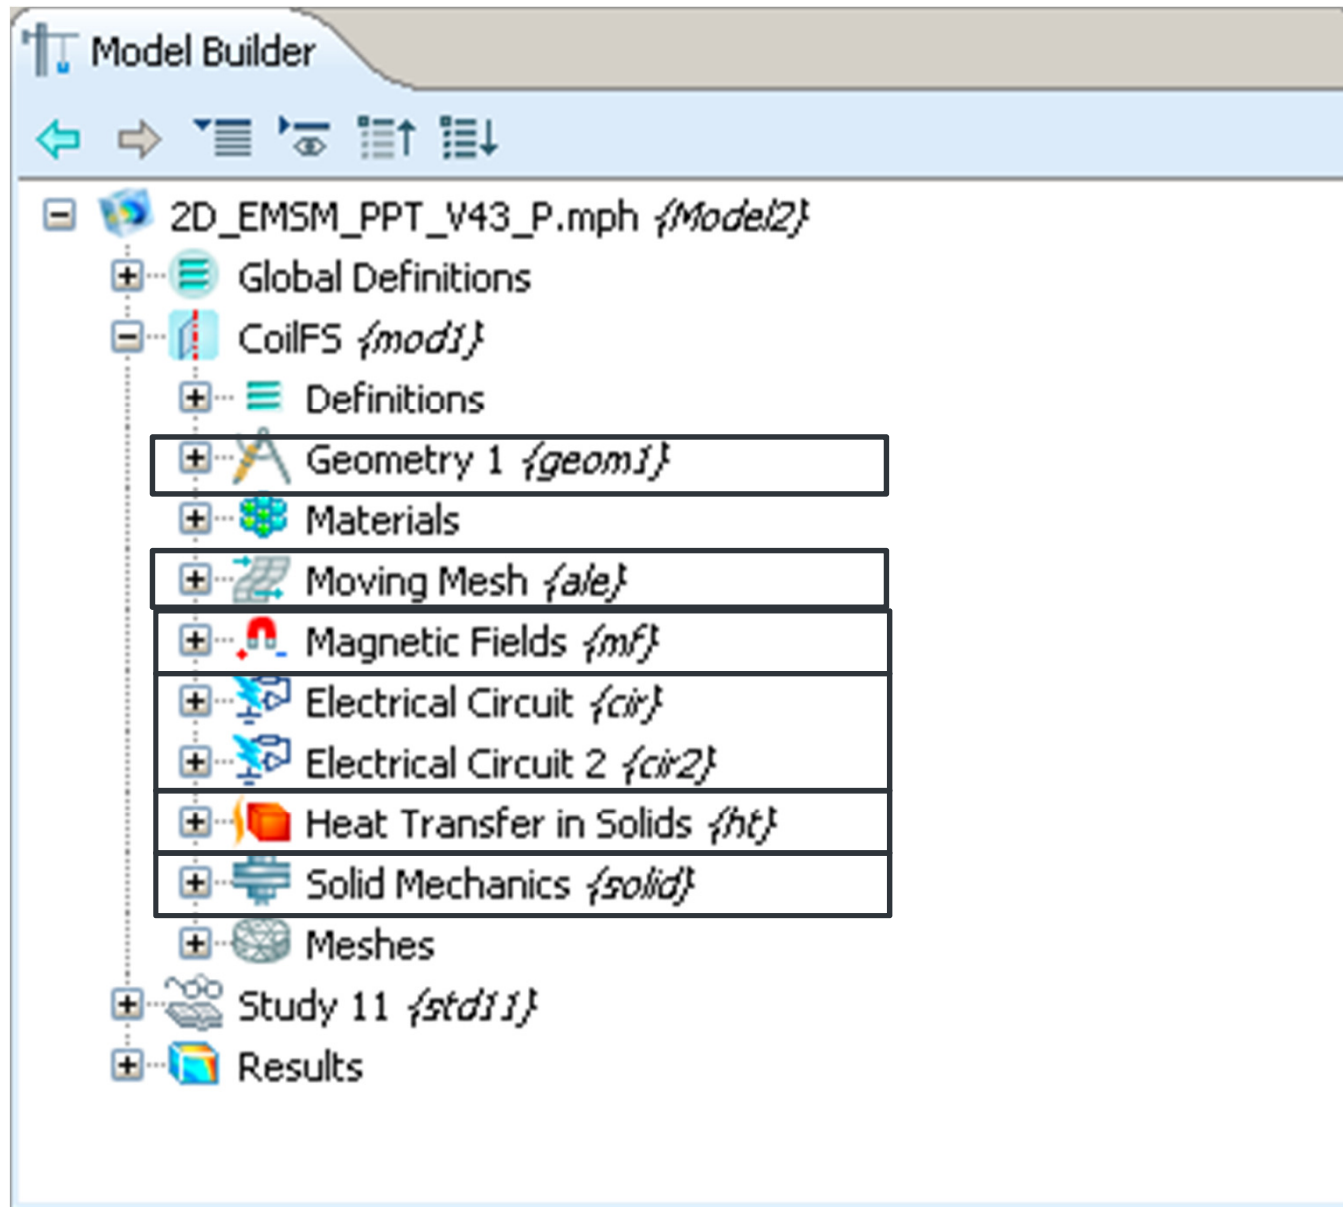 Model Builder
2D_EMSM_PPT_V43_P.mph {Model2}
Global Definitions
CoilFS {mod1}
Definitions
Geometry 1 {geom1}
Materials
Moving Mesh {ale}
Magnetic Fields {mf}
Electrical Circuit {cir}
Electrical Circuit 2 {cir2}
Heat Transfer in Solids {ht}
Solid Mechanics {solid}
Meshes
Study 11 {std11}
Results